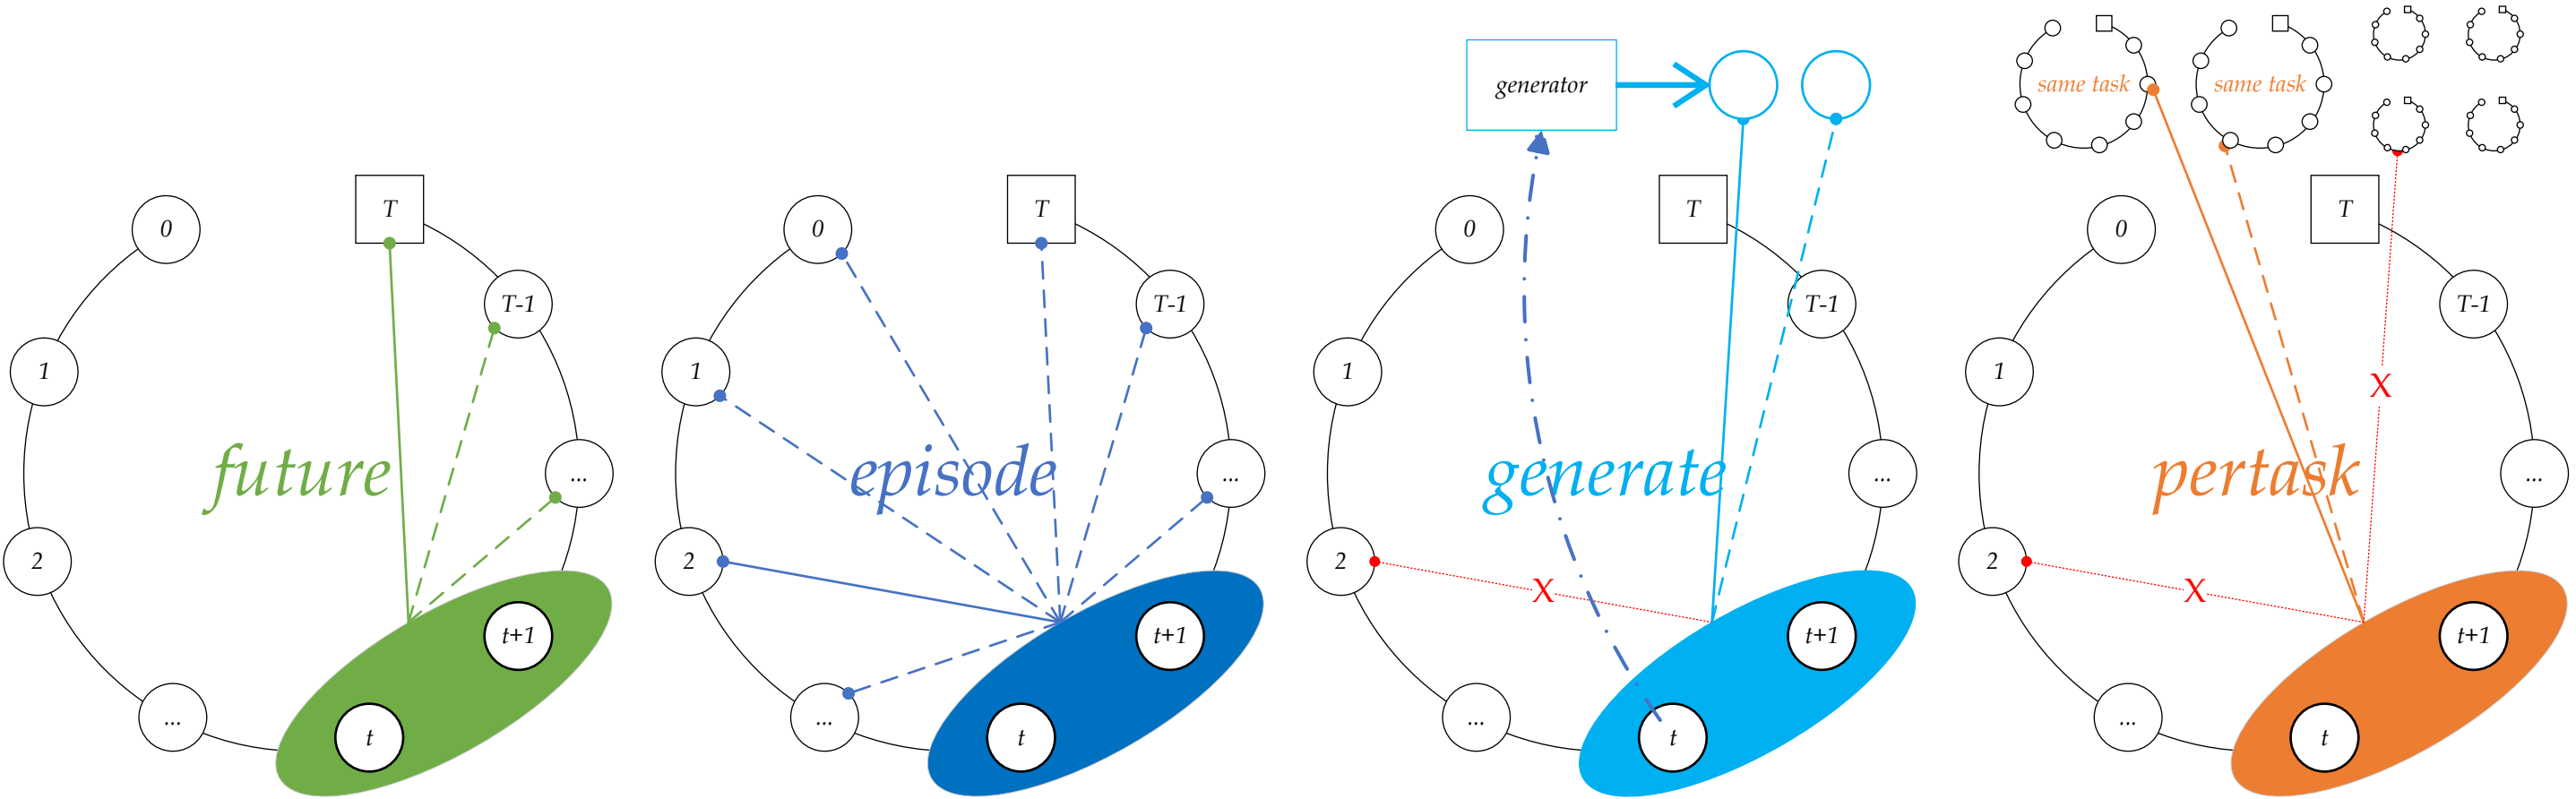 0
T
T-1
1
future
...
2
t+1
...
t
0
T
T-1
1
episode
...
2
t+1
...
t
generator
0
T
T-1
1
generate
...
2
X
t+1
...
t
same task
same task
0
T
T-1
1
X
pertask
...
2
X
t+1
...
t